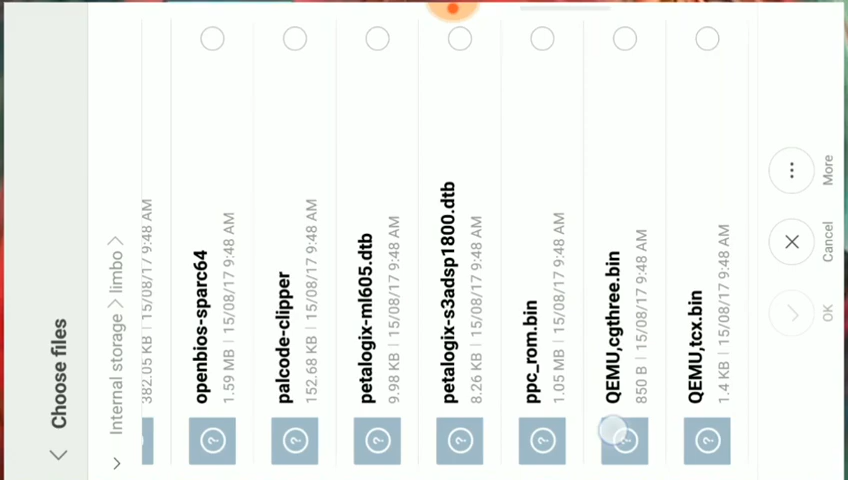 Choose files
Internal storage > limbo >
382.05 KB | 15/08/17 9:48 AM
openbios-sparc64
1.59 MB | 15/08/17 9:48 AM
palcode-clipper
152.68 KB | 15/08/17 9:48 AM
petalogix-ml605.dtb
9.98 KB | 15/08/17 9:48 AM
petalogix-s3adsp1800.dtb
8.26 KB | 15/08/17 9:48 AM
ppc_rom.bin
1.05 MB | 15/08/17 9:48 AM
QEMU,cgthree.bin
850 B | 15/08/17 9:48 AM
QEMU,tcx.bin
1.4 KB | 15/08/17 9:48 AM
OK
Cancel
More